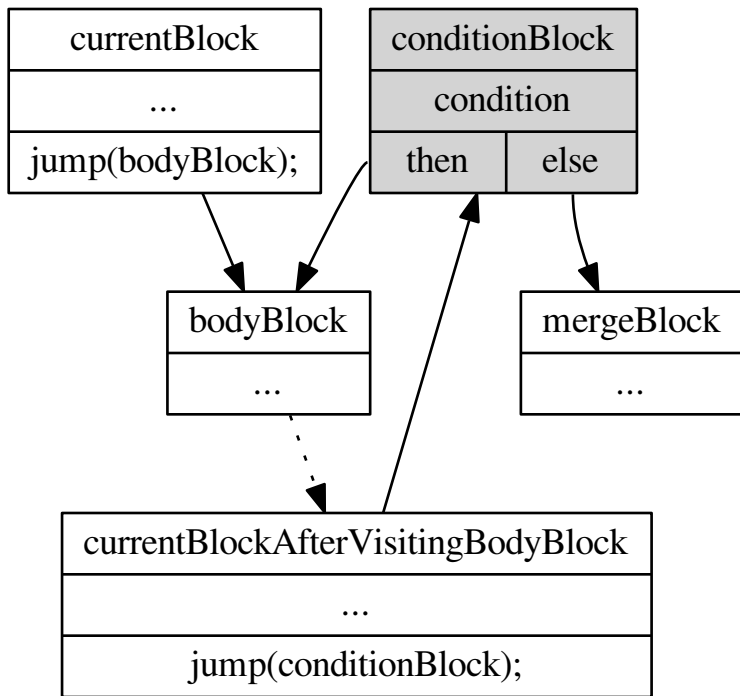 currentBlock
...
jump(bodyBlock);
conditionBlock
condition
then
else
bodyBlock
...
mergeBlock
...
currentBlockAfterVisitingBodyBlock
...
jump(conditionBlock);